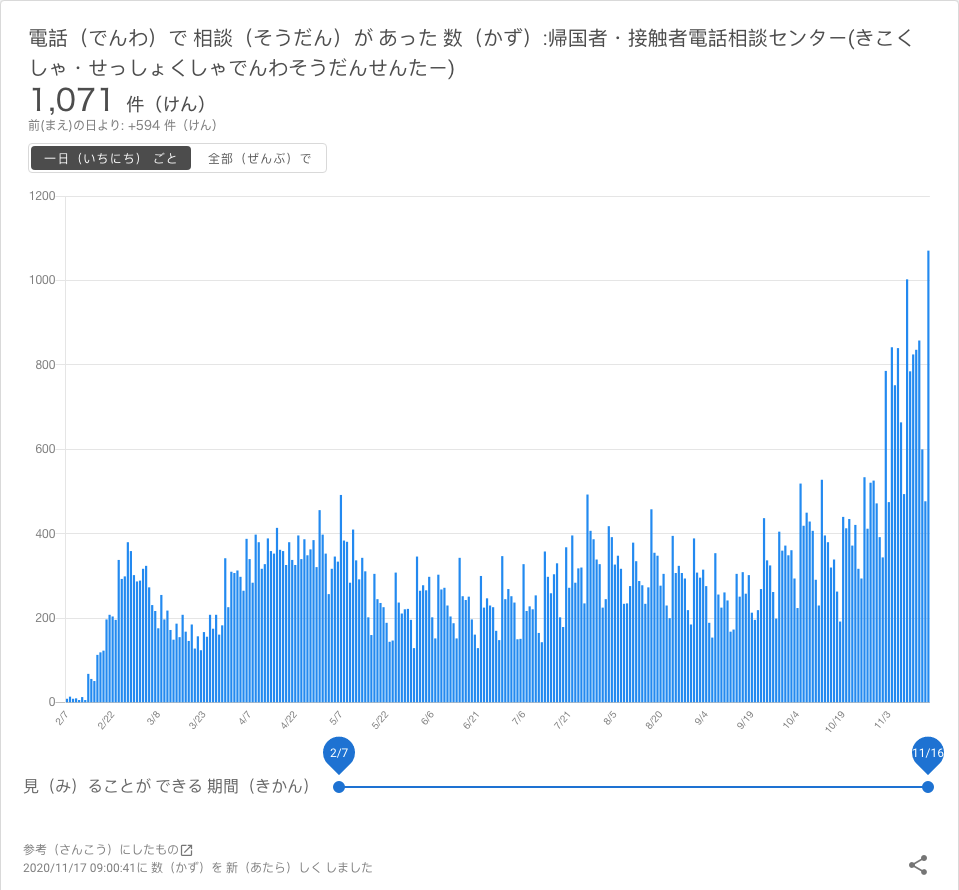 電話（でんわ）で 相談（そうだん）が あった 数（かず）:帰国者・接触者電話相談センター(きこく
しゃ・せっしょくしゃでんわそうだんせんたー)
1,071 件（けん）
前(まえ)の日より: +594 件（けん）
一日（いちにち） ごと 全部（ぜんぶ）で
1200
1000
800
600
400
200
0
2/7 2/22 3/8 3/23 4/7 4/22 5/7 5/22 6/6 6/21 7/6 7/21 8/5 8/20 9/4 9/19 10/4 10/19 11/3
2/7 11/16
見（み）ることが できる 期間（きかん）
参考（さんこう）にしたもの
2020/11/17 09:00:41に 数（かず）を 新（あたら）しく しました